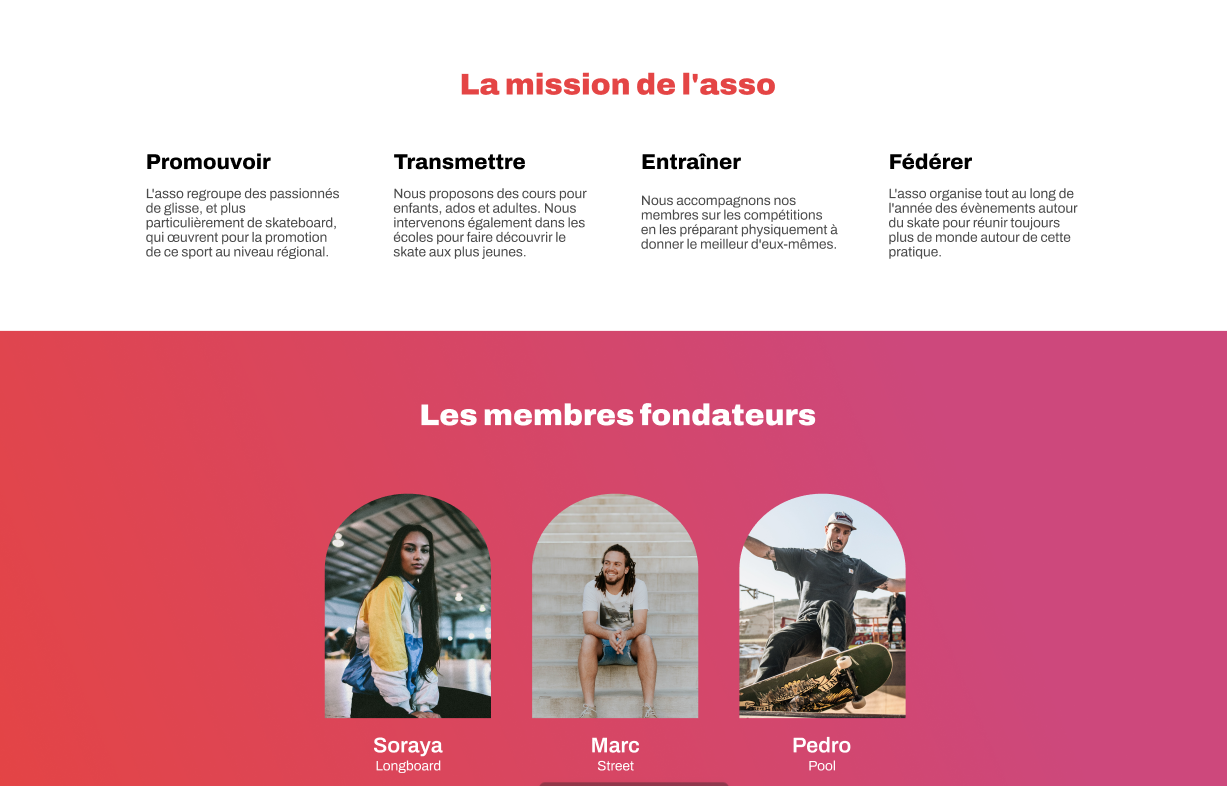 La mission de l'asso
Promouvoir
L'asso regroupe des passionnés
de glisse, et plus
particulièrement de skateboard,
qui œuvrent pour la promotion
de ce sport au niveau régional.
Transmettre
Nous proposons des cours pour
enfants, ados et adultes. Nous
intervenons également dans les
écoles pour faire découvrir le
skate aux plus jeunes.
Entraîner
Nous accompagnons nos
membres sur les compétitions
en les préparant physiquement à
donner le meilleur d'eux-mêmes.
Fédérer
L'asso organise tout au long de
l'année des évènements autour
du skate pour réunir toujours
plus de monde autour de cette
pratique.
Les membres fondateurs
Soraya
Longboard
Marc
Street
Pedro
Pool